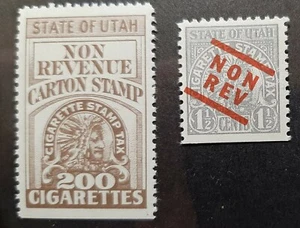 STATE OF UTAH
NON
REVENUE
CARTON STAMP
CIGARETTE STAMP TAX
200
CIGARETTES
STATE OF UTAH
CIGARETTE STAMP TAX
NON
REV
1½ CENTS 1½